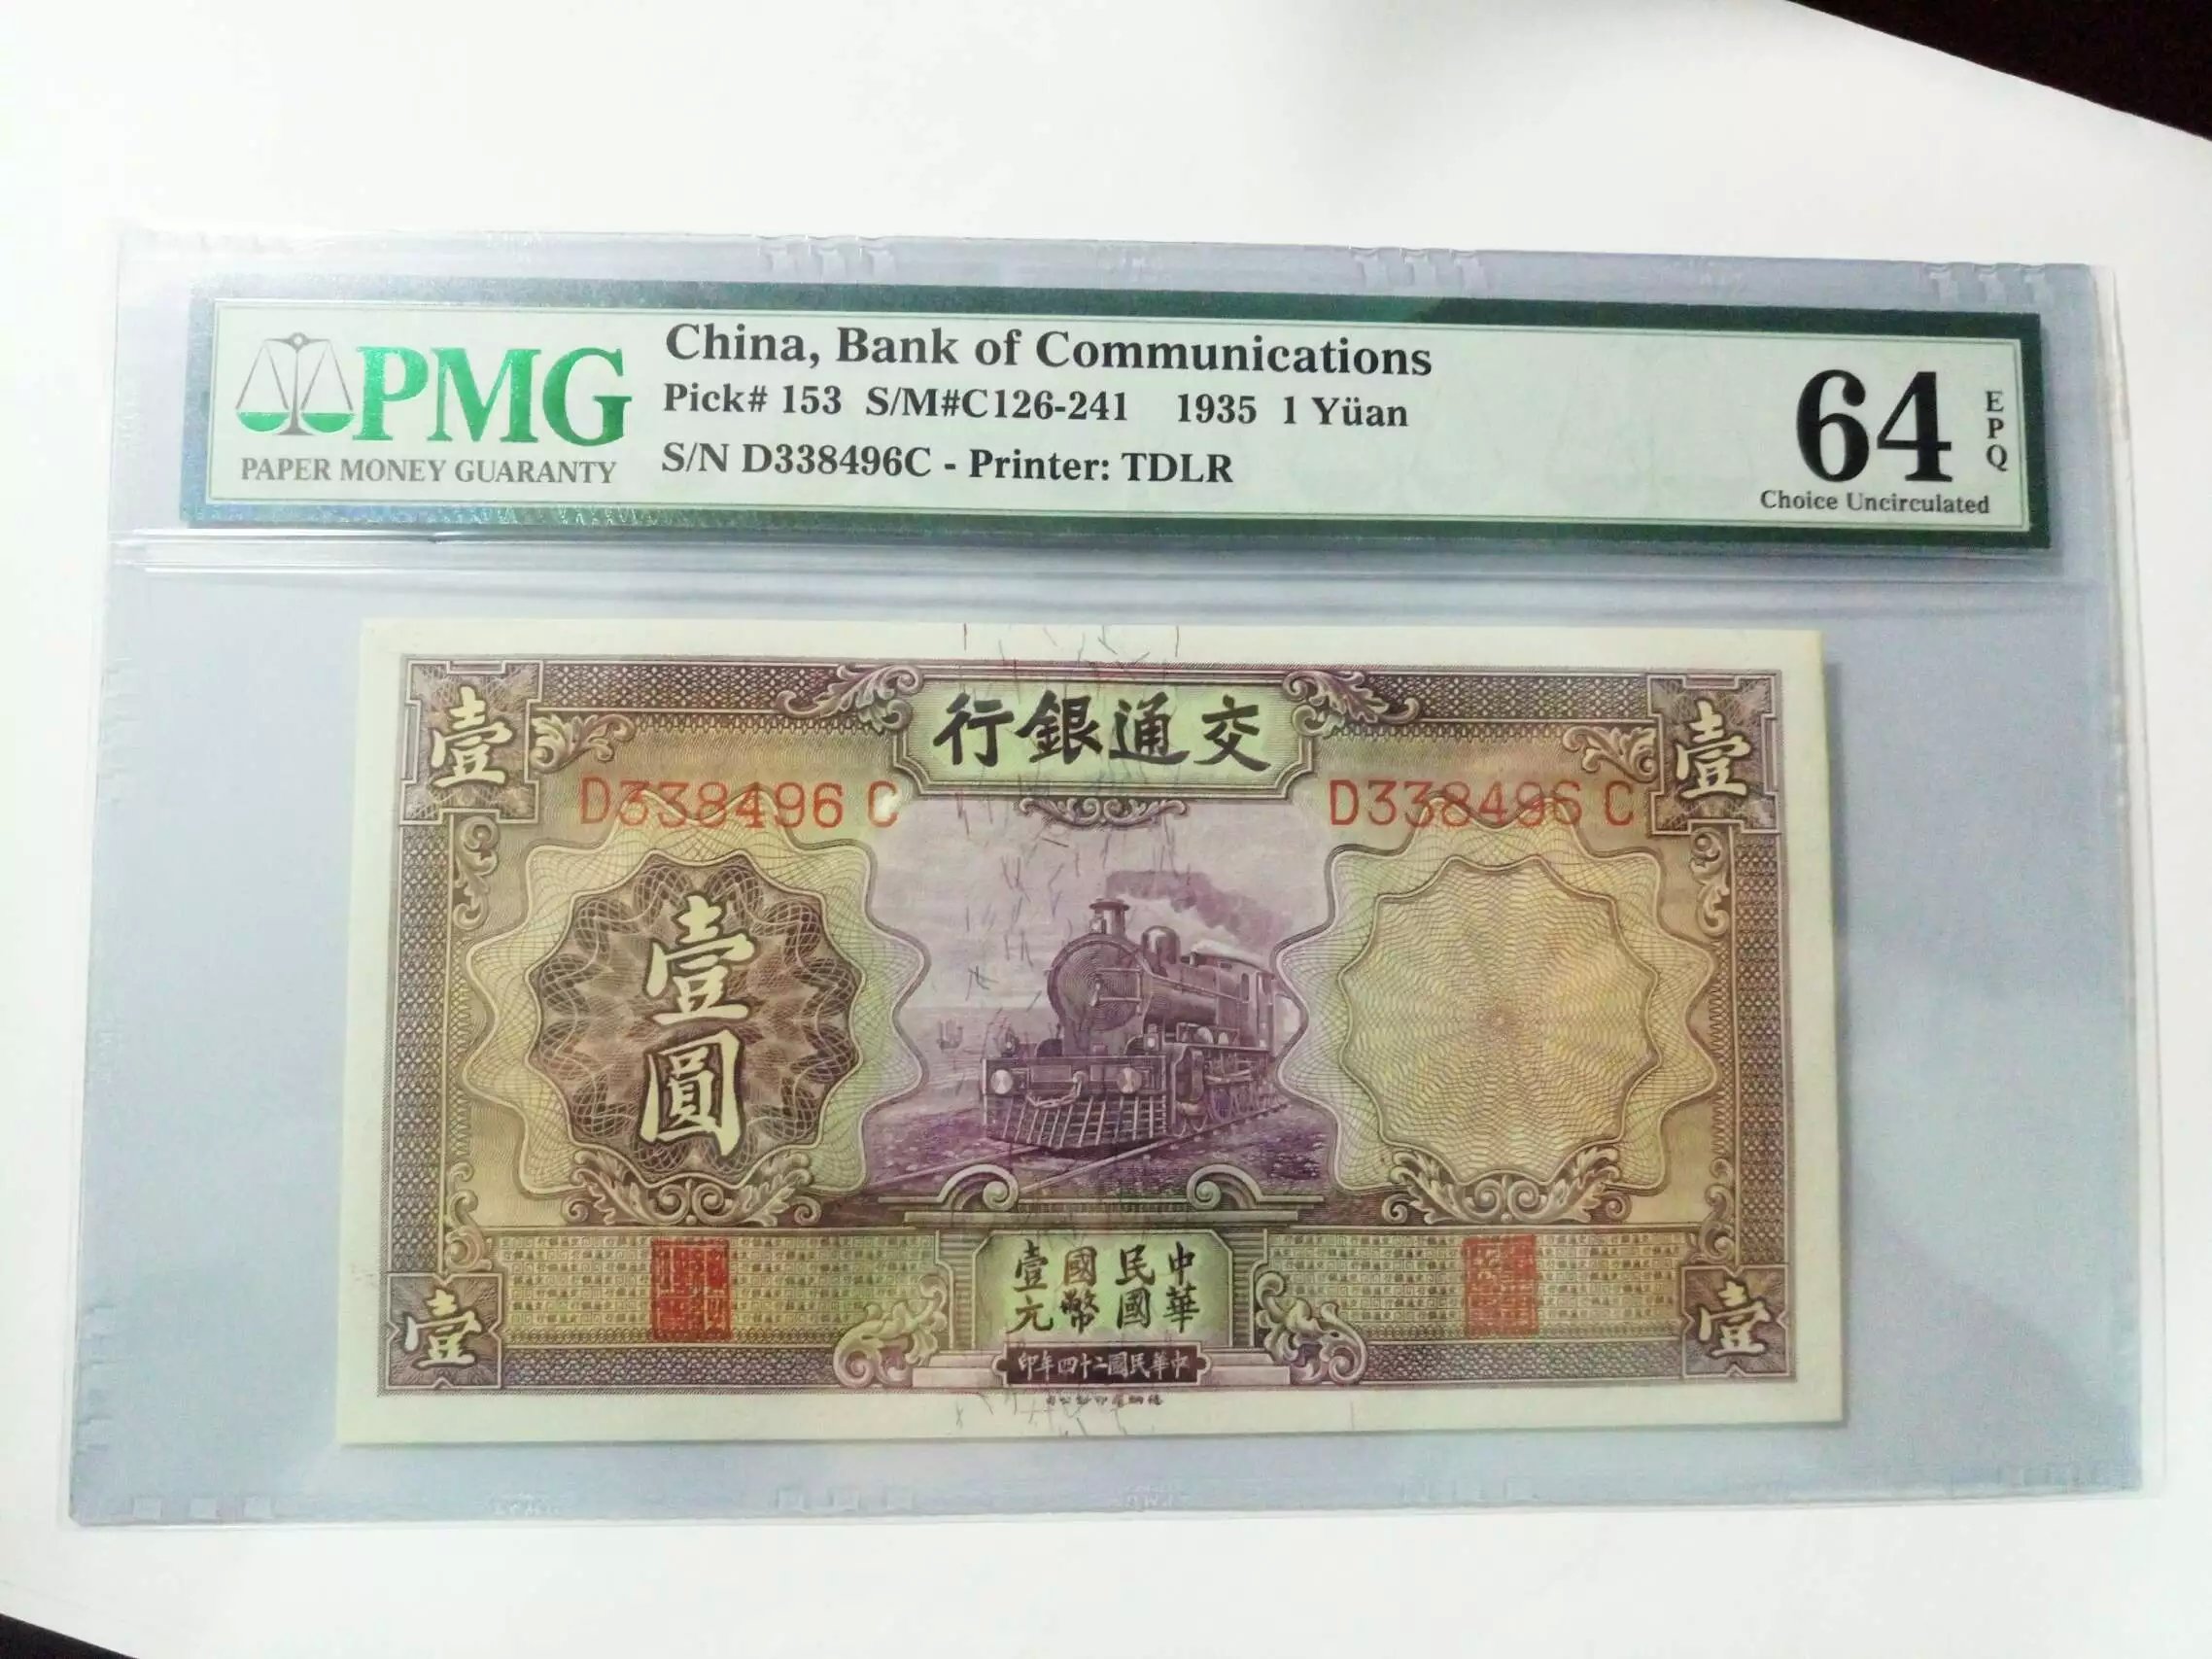 PMG
PAPER MONEY GUARANTY
China, Bank of Communications
Pick# 153 S/M#C126-241 1935 1 Yüan
S/N D338496C - Printer: TDLR
64
EPQ
Choice Uncirculated
行銀通交
壹
壹
D338496 C
D338496 C
壹圓
中華民國國幣壹元
印年四十二國民華中
壹
壹